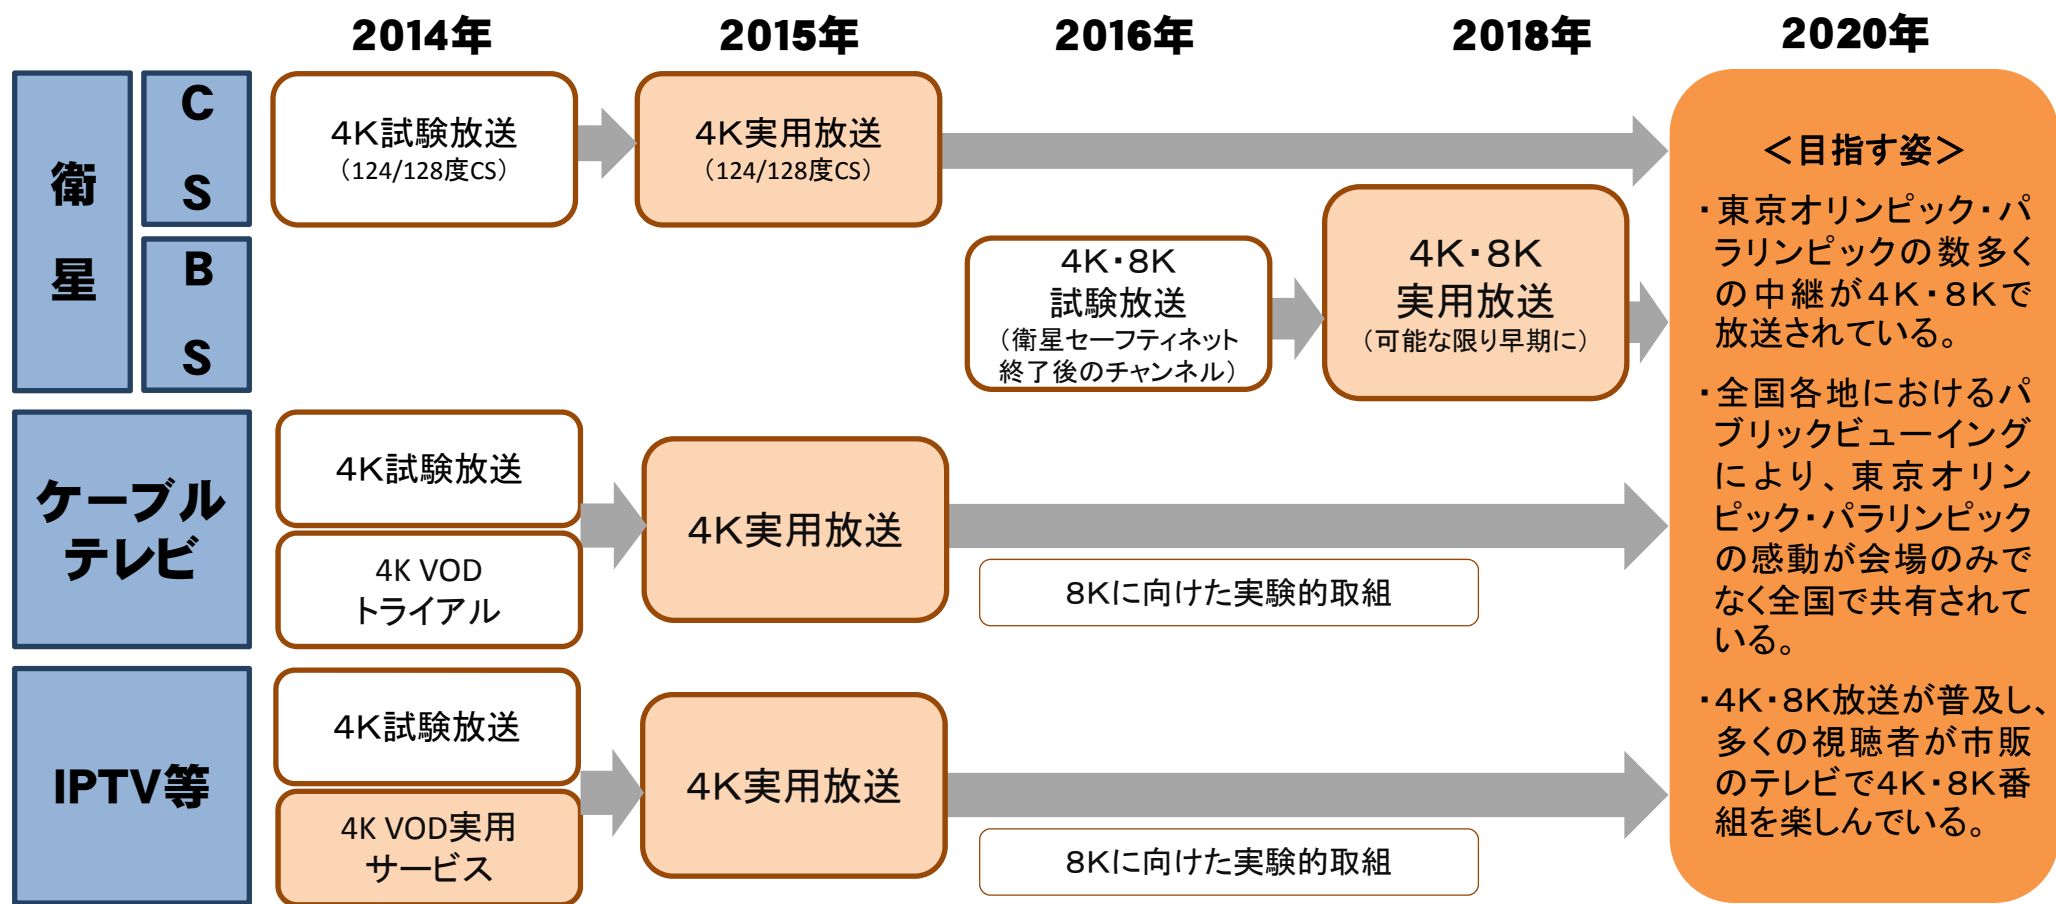 2014年
2015年
2016年
2018年
2020年
衛星
CS
4K試験放送
（124/128度CS）
4K実用放送
（124/128度CS）
BS
4K・8K
試験放送
（衛星セーフティネット
終了後のチャンネル）
4K・8K
実用放送
（可能な限り早期に）
ケーブル
テレビ
4K試験放送
4K VOD
トライアル
4K実用放送
8Kに向けた実験的取組
IPTV等
4K試験放送
4K VOD実用
サービス
4K実用放送
8Kに向けた実験的取組
＜目指す姿＞
・東京オリンピック・パ
ラリンピックの数多く
の中継が4K・8Kで
放送されている。
・全国各地におけるパ
ブリックビューイング
により、東京オリン
ピック・パラリンピック
の感動が会場のみで
なく全国で共有されて
いる。
・4K・8K放送が普及し、
多くの視聴者が市販
のテレビで4K・8K番
組を楽しんでいる。